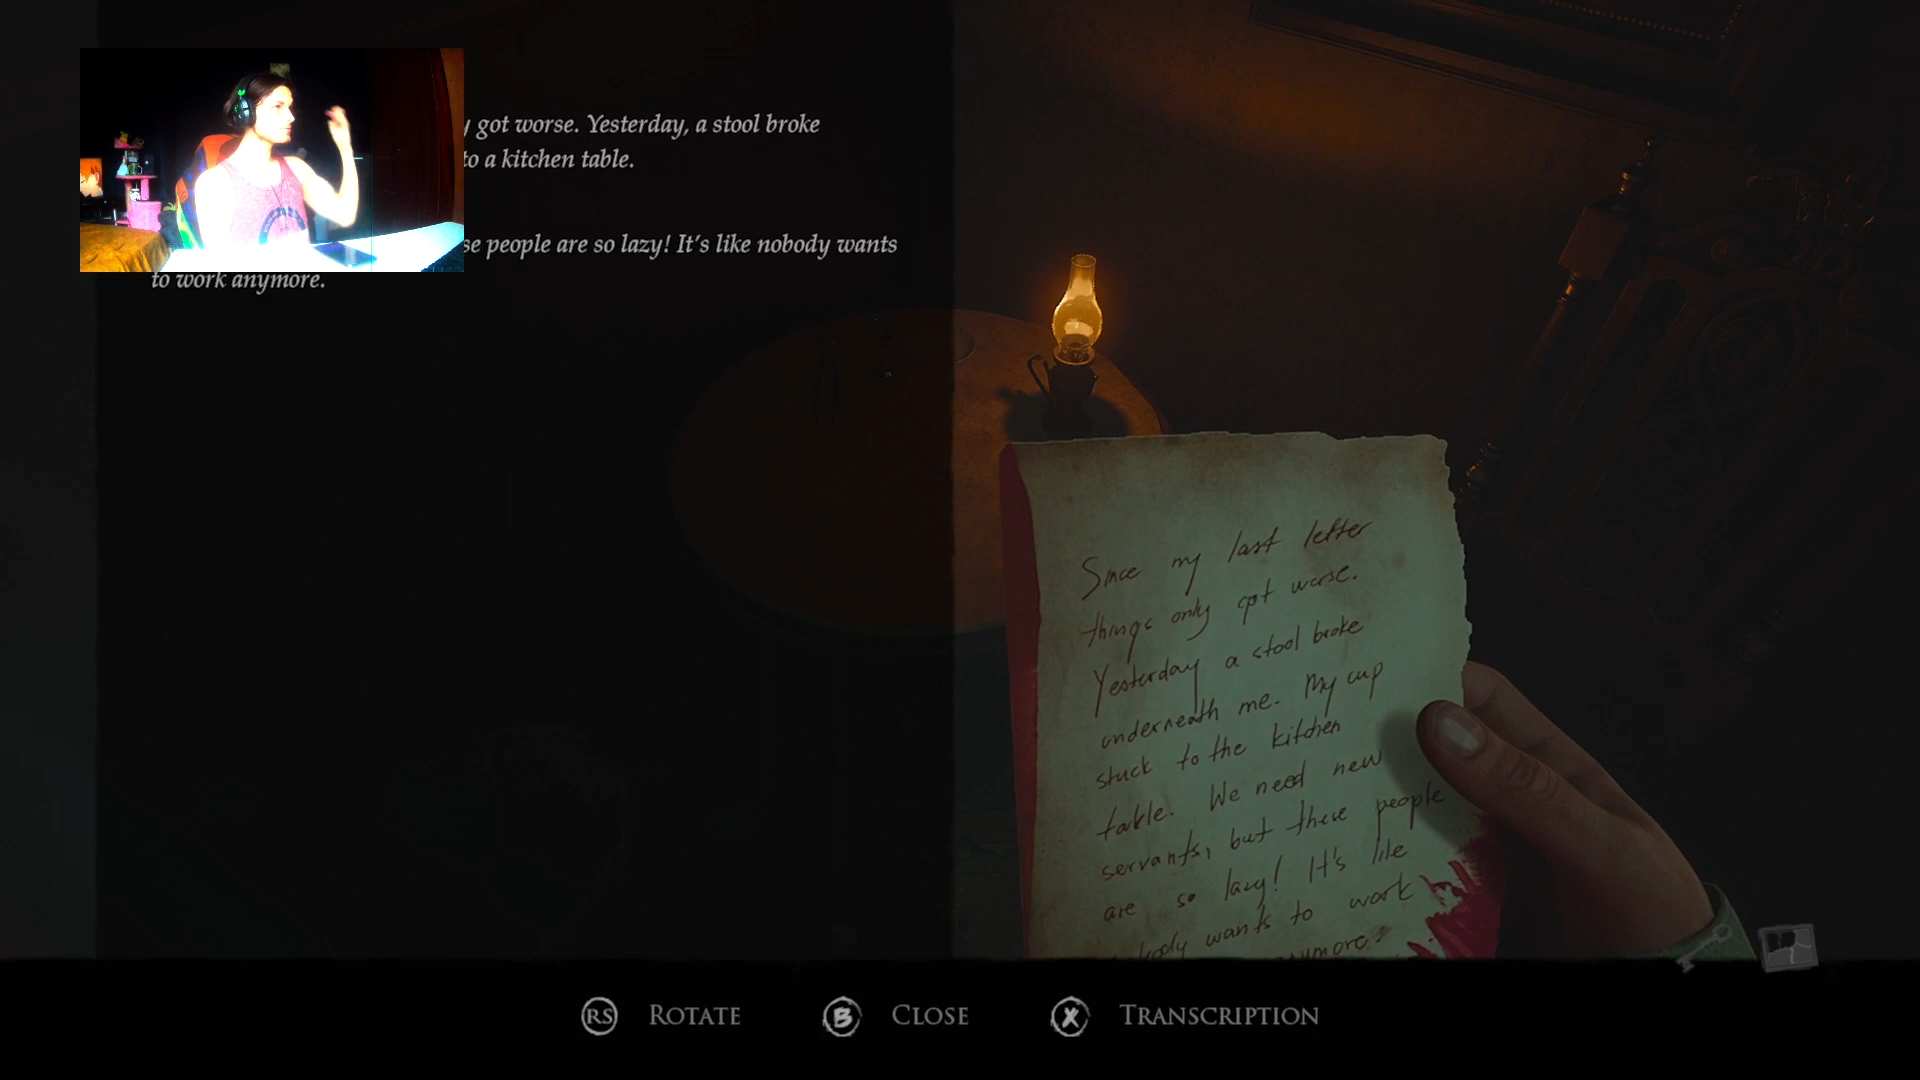 y got worse. Yesterday, a stool broke
to a kitchen table.
se people are so lazy! It's like nobody wants
to work anymore.
Since my last letter
things only got worse.
Yesterday a stool broke
underneath me. My cup
stuck to the kitchen
table. We need new
servants, but these people
are so lazy! It's like
body wants to work
nymore.
RS ROTATE B CLOSE X TRANSCRIPTION